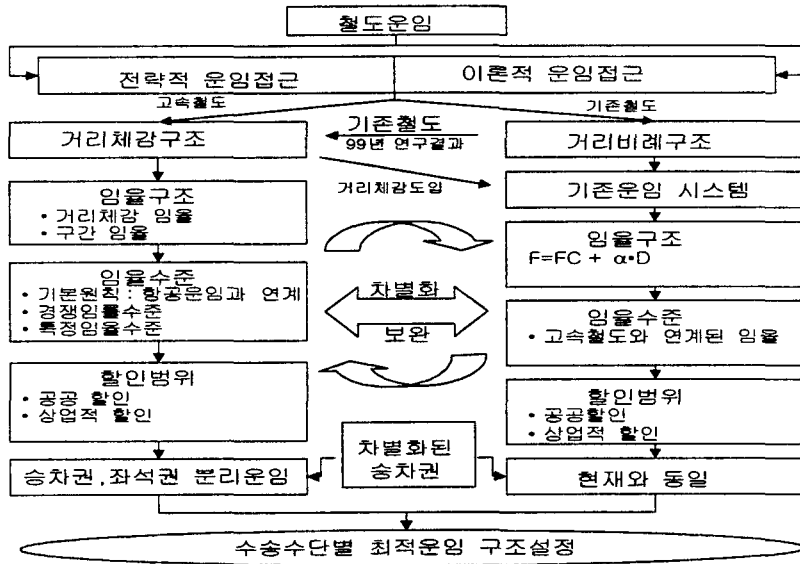 철도운임
전략적 운임접근
이론적 운임접근
고속철도
기존철도
거리체감구조
기존철도
99년 연구결과
거리비례구조
거리체감도입
기존운임 시스템
임율구조
• 거리체감 임율
• 구간 임율
임율구조
F=FC + α•D
임율수준
• 기본원칙 : 항공운임과 연계
• 경쟁임률수준
• 특정임율수준
차별화
보완
임율수준
• 고속철도와 연계된 임율
할인범위
• 공공 할인
• 상업적 할인
할인범위
• 공공할인
• 상업적 할인
차별화된
승차권
승차권,좌석권 분리운임
현재와 동일
수송수단별 최적운임 구조설정